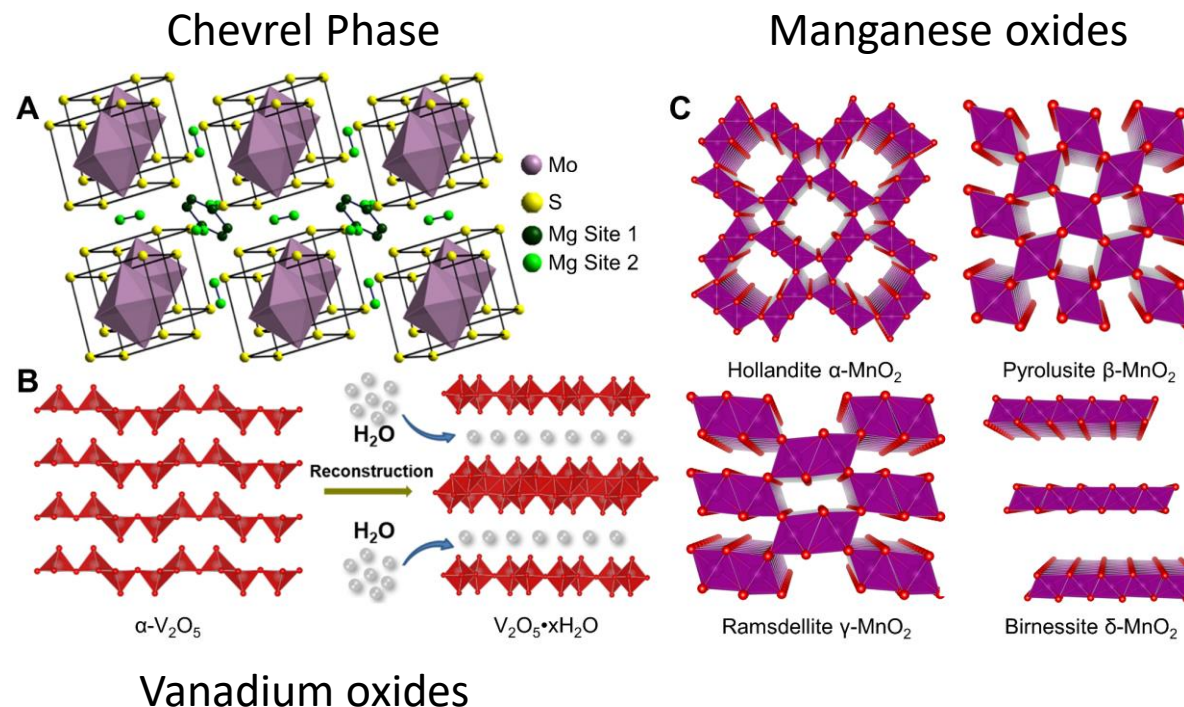 Chevrel Phase
Manganese oxides
A
Mo
S
Mg Site 1
Mg Site 2
B
H₂O
Reconstruction
H₂O
α-V₂O₅
V₂O₅•xH₂O
Vanadium oxides
C
Hollandite α-MnO₂
Pyrolusite β-MnO₂
Ramsdellite γ-MnO₂
Birnessite δ-MnO₂